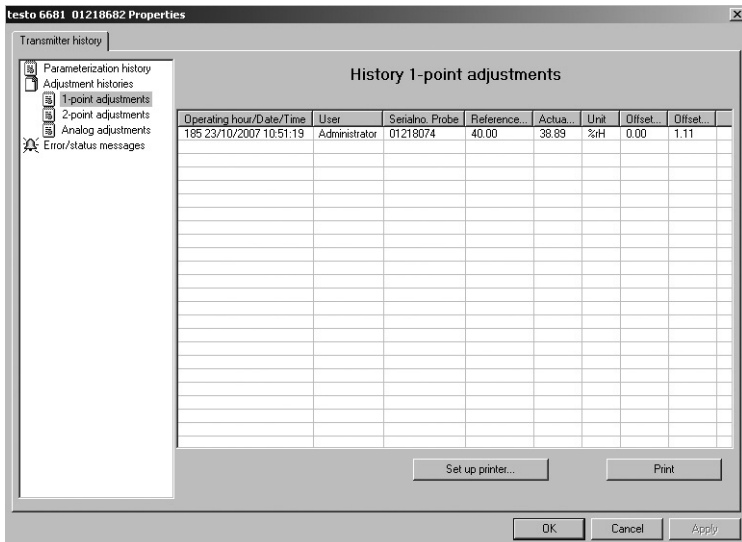 testo 6681 01218682 Properties
Transmitter history
Parameterization history
Adjustment histories
1-point adjustments
2-point adjustments
Analog adjustments
Error/status messages
History 1-point adjustments
Operating hour/Date/Time User Serialno. Probe Reference... Actua... Unit Offset... Offset...
185 23/10/2007 10:51:19 Administrator 01218074 40.00 38.89 %rH 0.00 1.11
Set up printer... Print
OK Cancel Apply